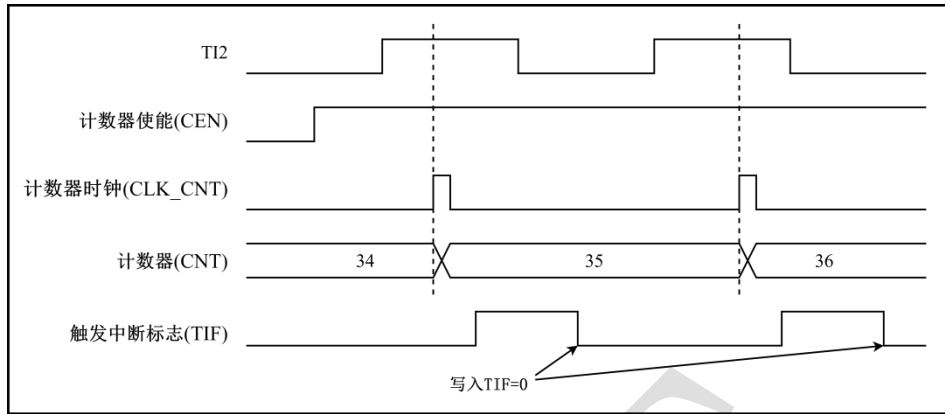 TI2
计数器使能(CEN)
计数器时钟(CLK_CNT)
计数器(CNT)
34
35
36
触发中断标志(TIF)
写入TIF=0